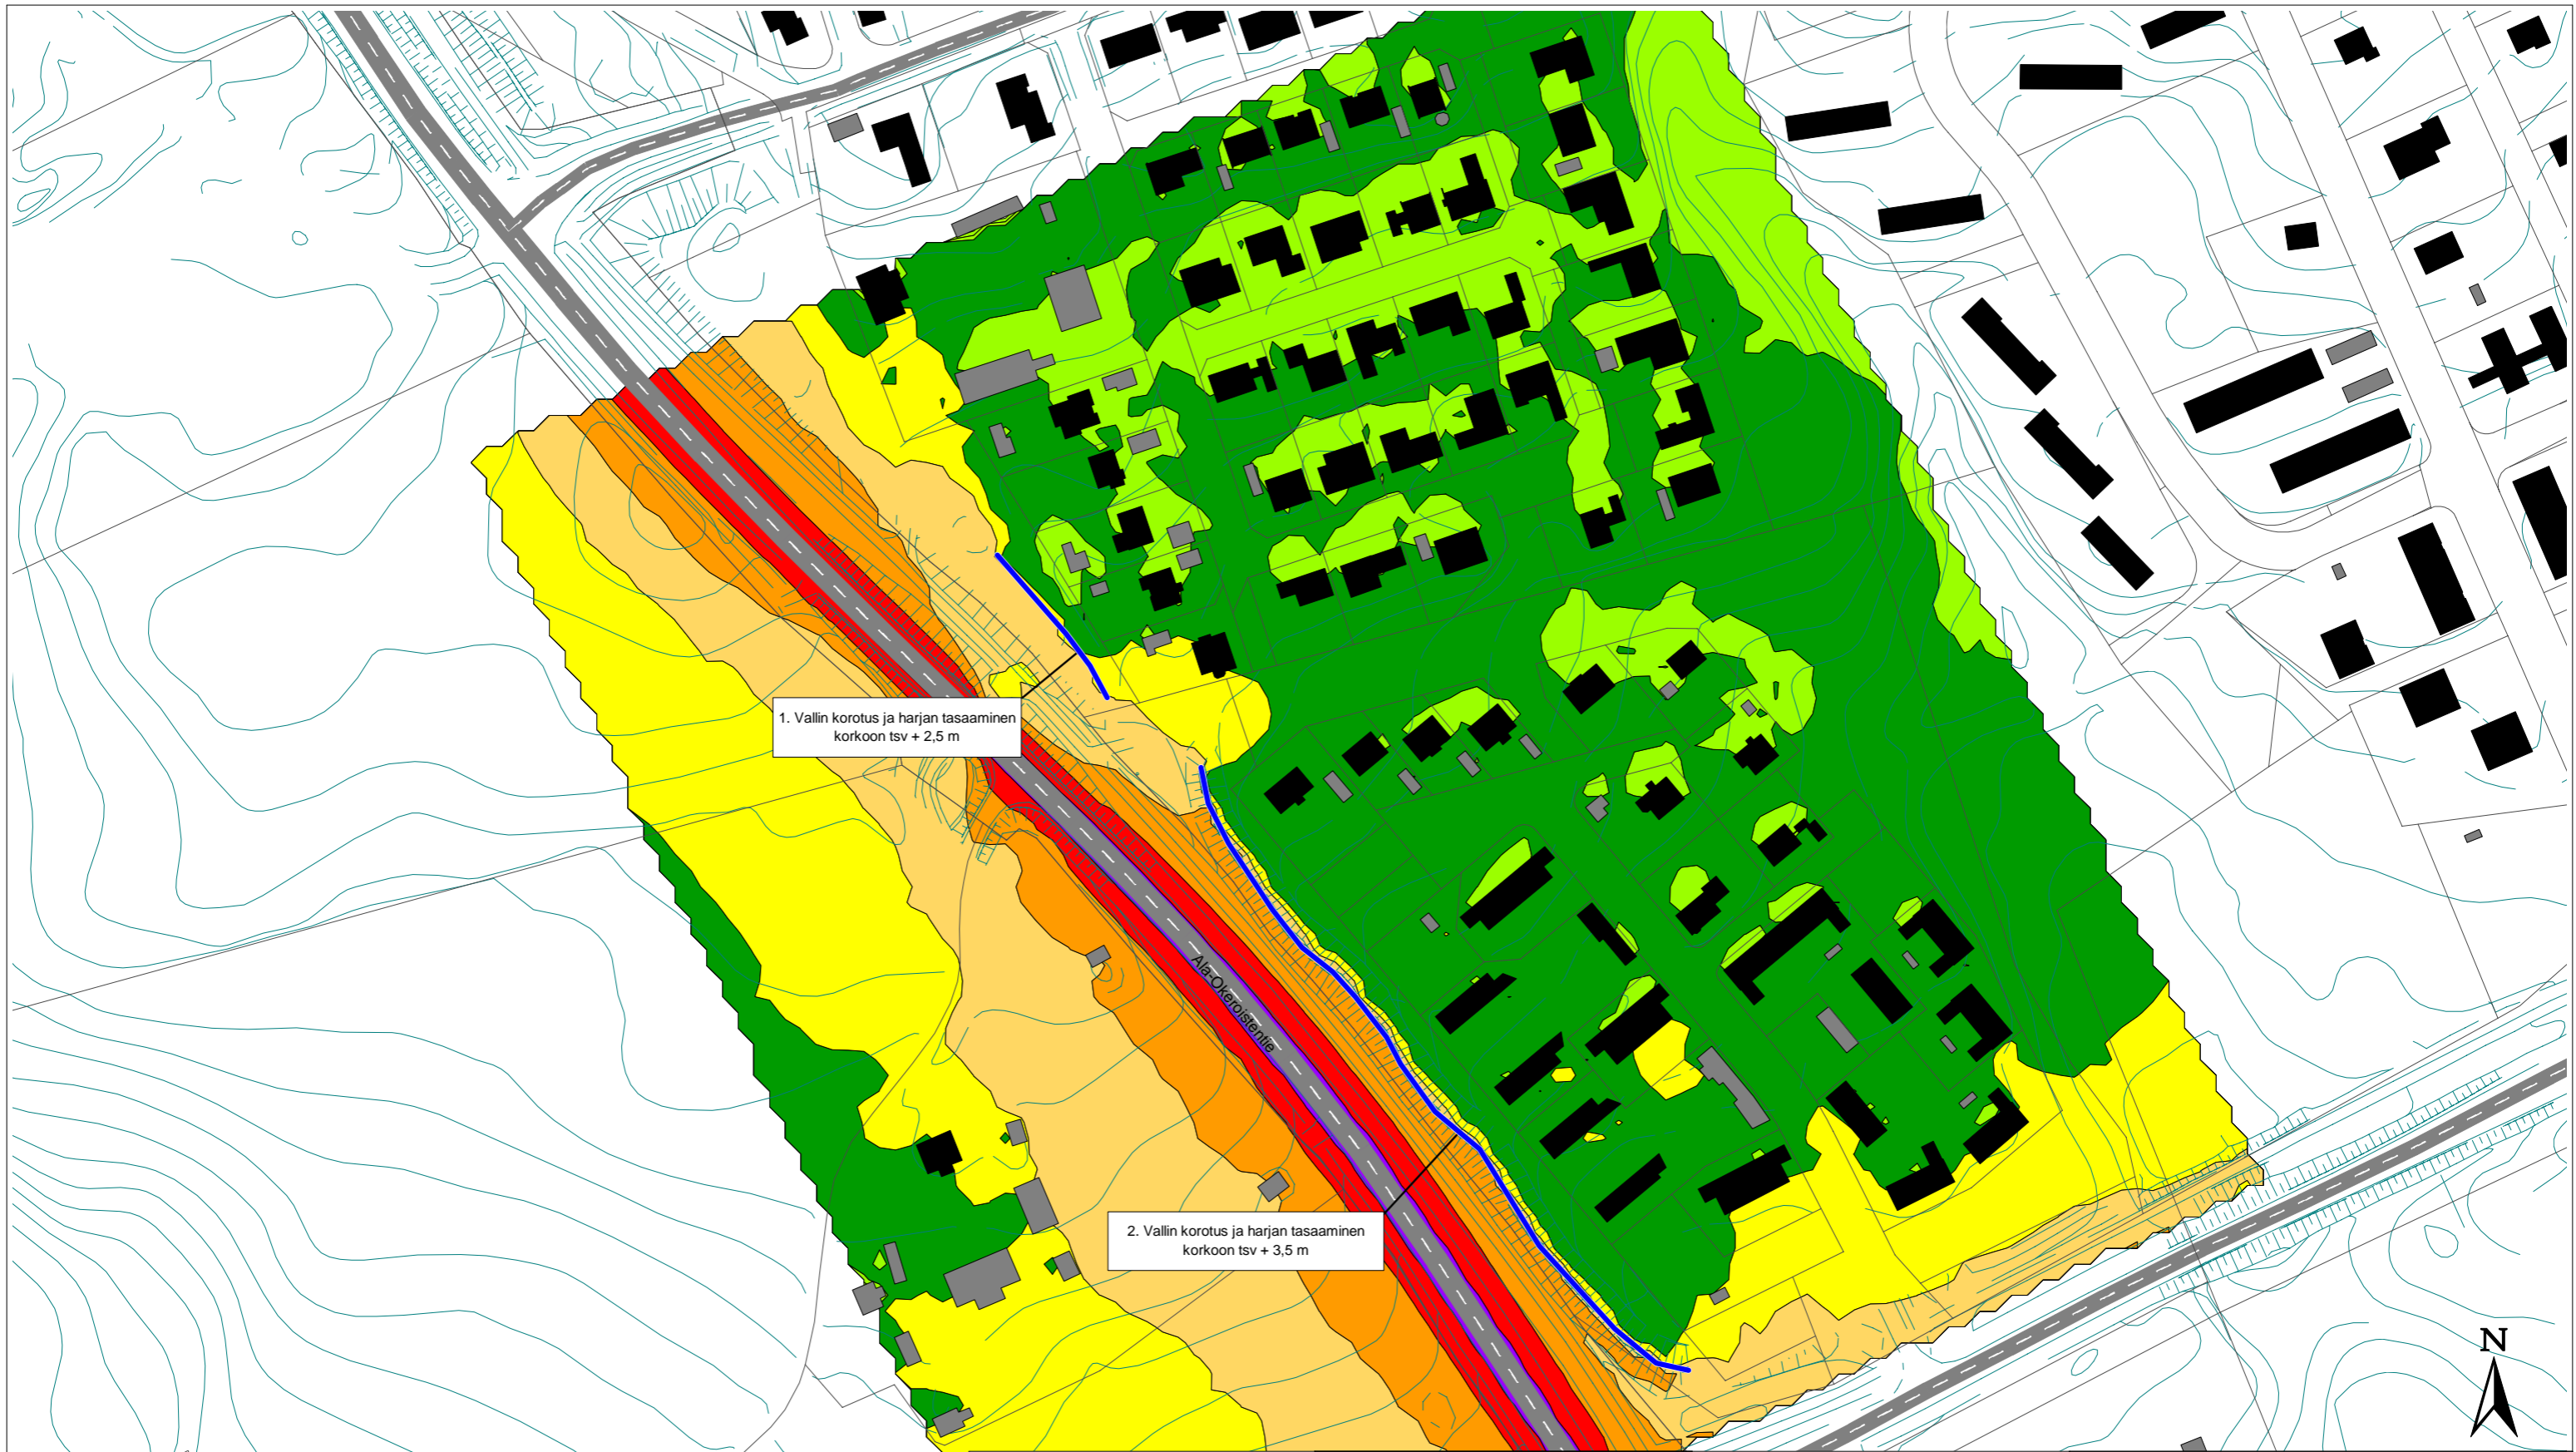 N
1. Vallin korotus ja harjan tasaaminen
korkoon tsv + 2,5 m
Ala-Okeroistentie
2. Vallin korotus ja harjan tasaaminen
korkoon tsv + 3,5 m